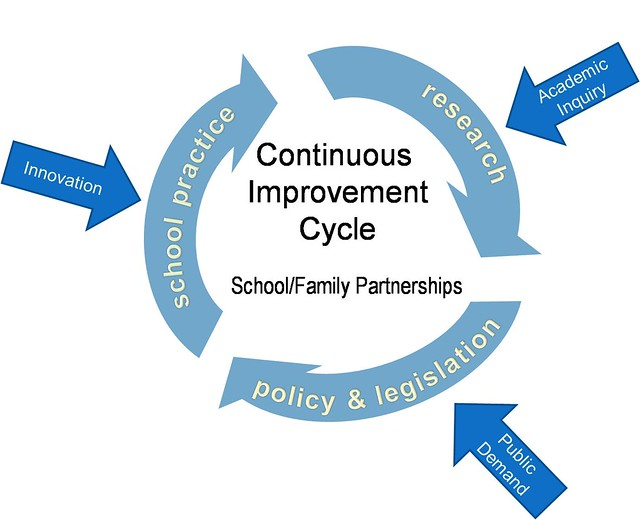 Continuous
Improvement
Cycle
School/Family Partnerships
research
policy & legislation
school practice
Academic
Inquiry
Public
Demand
Innovation